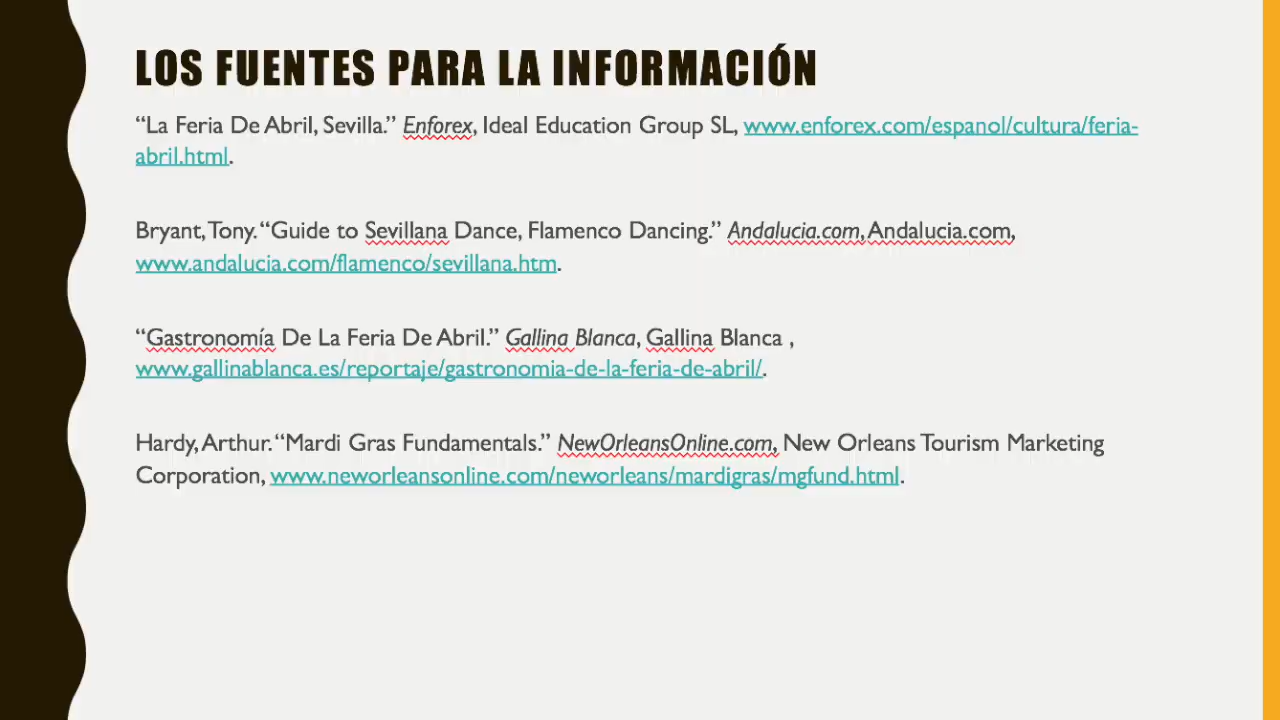 LOS FUENTES PARA LA INFORMACIÓN
“La Feria De Abril, Sevilla.” Enforex, Ideal Education Group SL, www.enforex.com/espanol/cultura/feria-
abril.html.
Bryant, Tony. “Guide to Sevillana Dance, Flamenco Dancing.” Andalucia.com, Andalucia.com,
www.andalucia.com/flamenco/sevillana.htm.
“Gastronomía De La Feria De Abril.” Gallina Blanca, Gallina Blanca ,
www.gallinablanca.es/reportaje/gastronomia-de-la-feria-de-abril/.
Hardy, Arthur. “Mardi Gras Fundamentals.” NewOrleansOnline.com, New Orleans Tourism Marketing
Corporation, www.neworleansonline.com/neworleans/mardigras/mgfund.html.